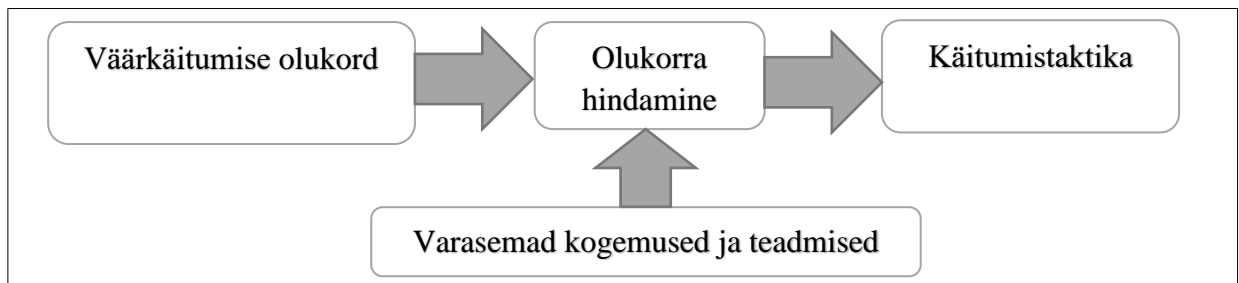 Väärkäitumise olukord
Olukorra
hindamine
Käitumistaktika
Varasemad kogemused ja teadmised